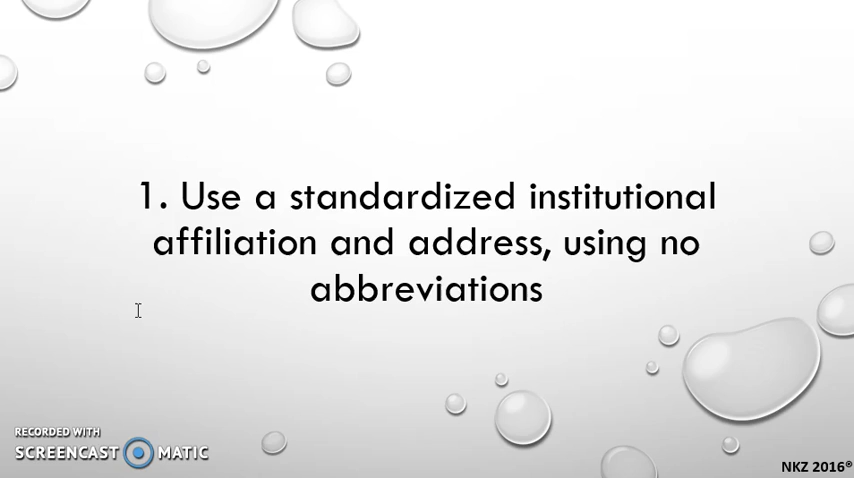 1. Use a standardized institutional
affiliation and address, using no
abbreviations
RECORDED WITH
SCREENCAST MATIC
NKZ 2016®